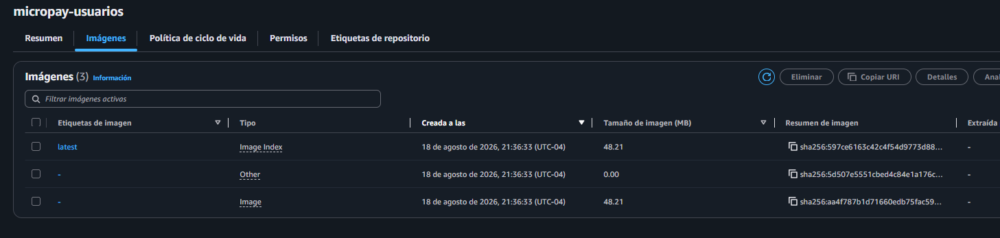 micropay-usuarios
Resumen Imágenes Política de ciclo de vida Permisos Etiquetas de repositorio
Imágenes (3) Información
Eliminar Copiar URI Detalles Anal
Filtrar imágenes activas
Etiquetas de imagen Tipo Creada a las Tamaño de imagen (MB) Resumen de imagen Extraída
latest Image Index 18 de agosto de 2026, 21:36:33 (UTC-04) 48.21 sha256:597ce6163c42c4f54d9773d88... -
- Other 18 de agosto de 2026, 21:36:33 (UTC-04) 0.00 sha256:5d507e5551cbed4c84e1a176c... -
- Image 18 de agosto de 2026, 21:36:33 (UTC-04) 48.21 sha256:aa4f787b1d71660edb75fac59... -